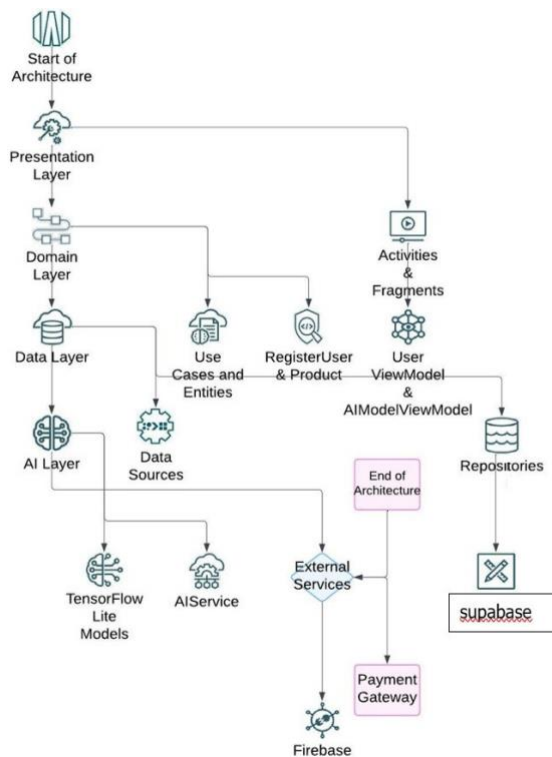 Start of
Architecture
Presentation
Layer
Domain
Layer
Activities
&
Fragments
Data Layer
Use
Cases and
Entities
RegisterUser
& Product
User
ViewModel
&
AIModelViewModel
AI Layer
Data
Sources
Repositories
End of
Architecture
TensorFlow
Lite
Models
AIService
External
Services
supabase
Payment
Gateway
Firebase